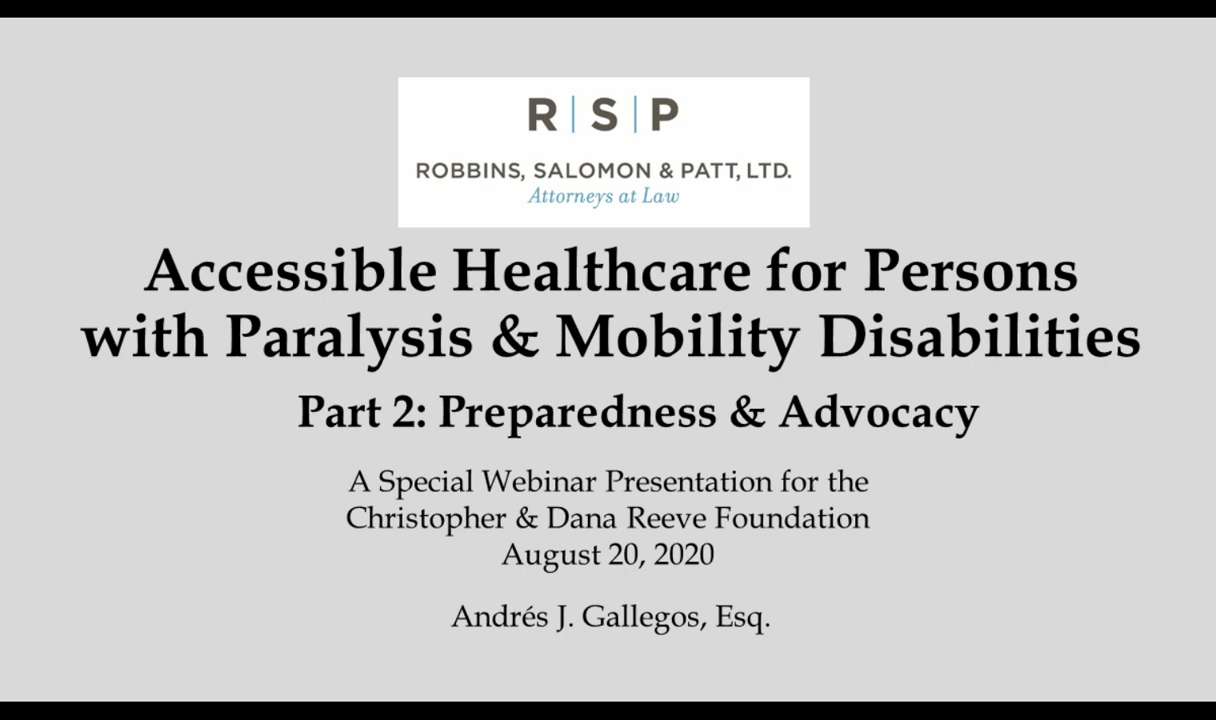 R | S | P
ROBBINS, SALOMON & PATT, LTD.
Attorneys at Law
Accessible Healthcare for Persons
with Paralysis & Mobility Disabilities
Part 2: Preparedness & Advocacy
A Special Webinar Presentation for the
Christopher & Dana Reeve Foundation
August 20, 2020
Andrés J. Gallegos, Esq.